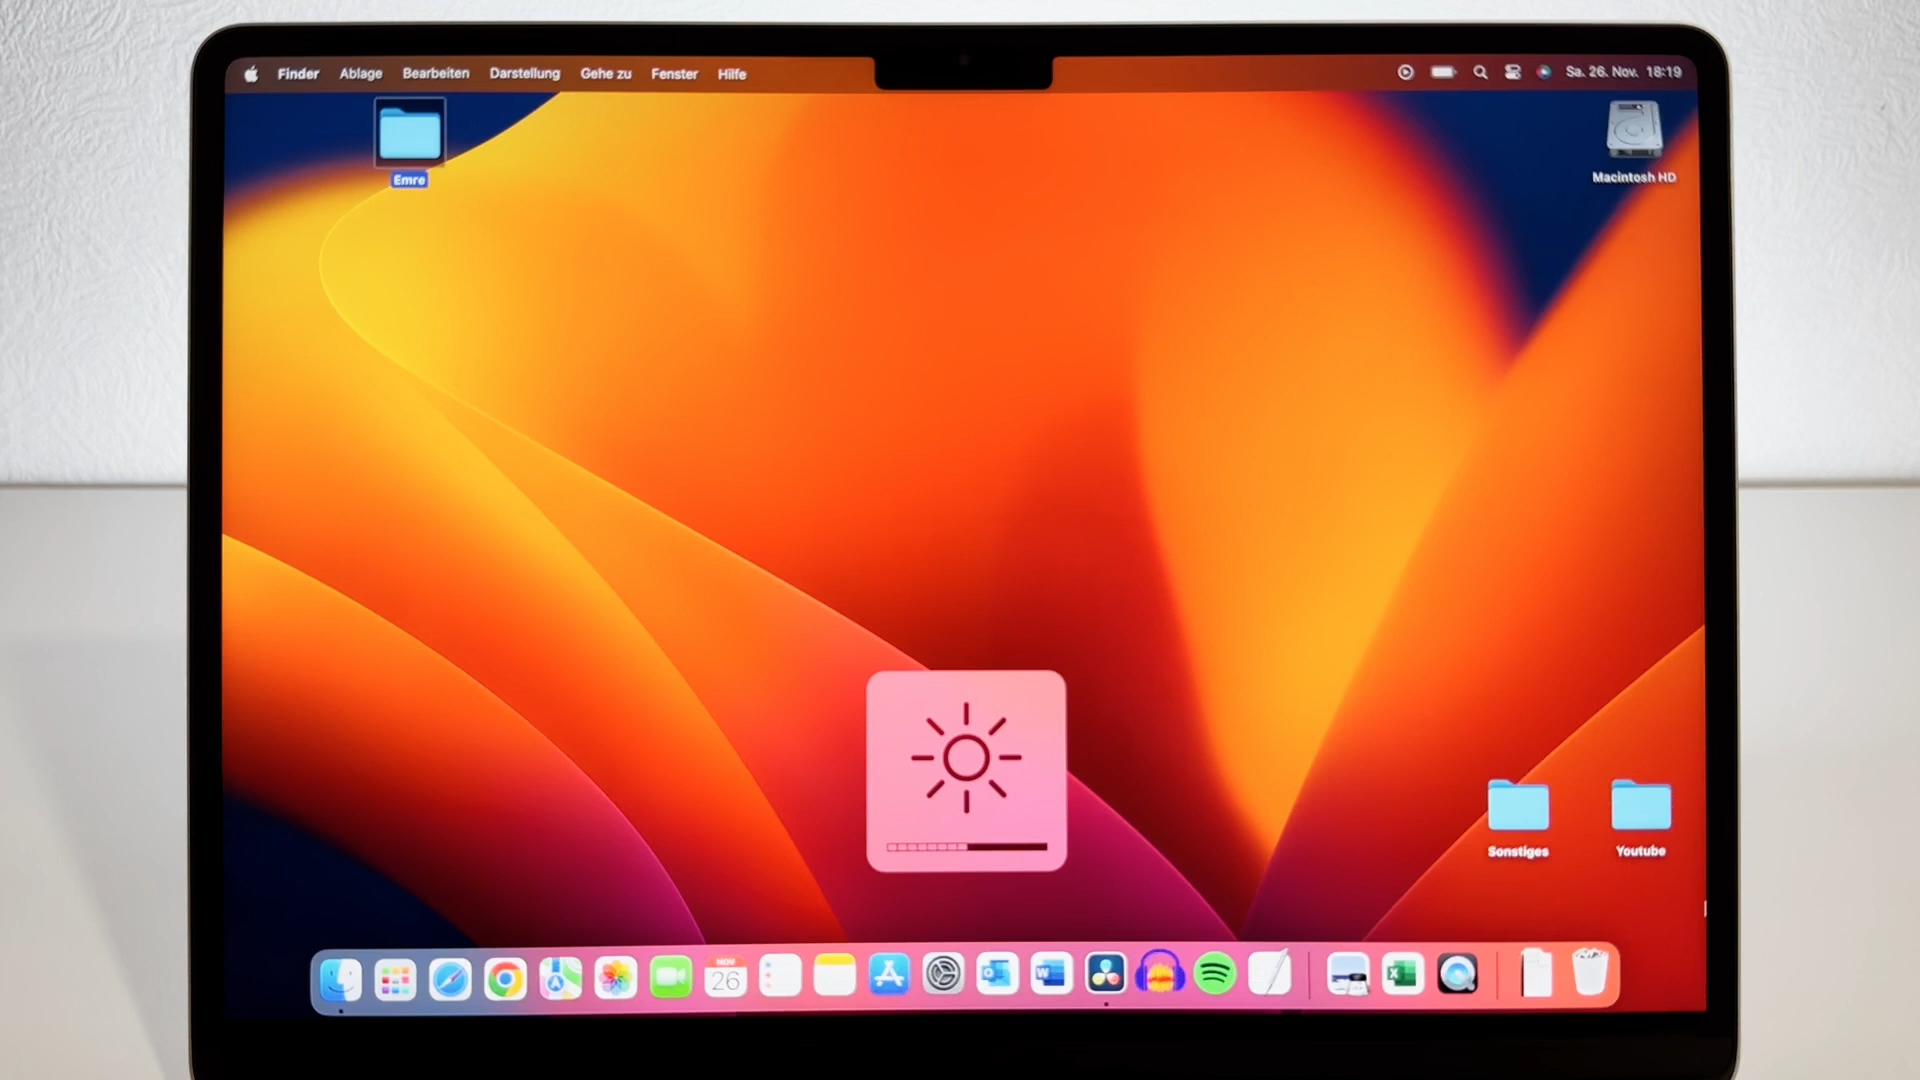 Finder Ablage Bearbeiten Darstellung Gehe zu Fenster Hilfe
Sa. 26. Nov. 18:19
Emre
Macintosh HD
Sonstiges
Youtube
NOV
26
W
X